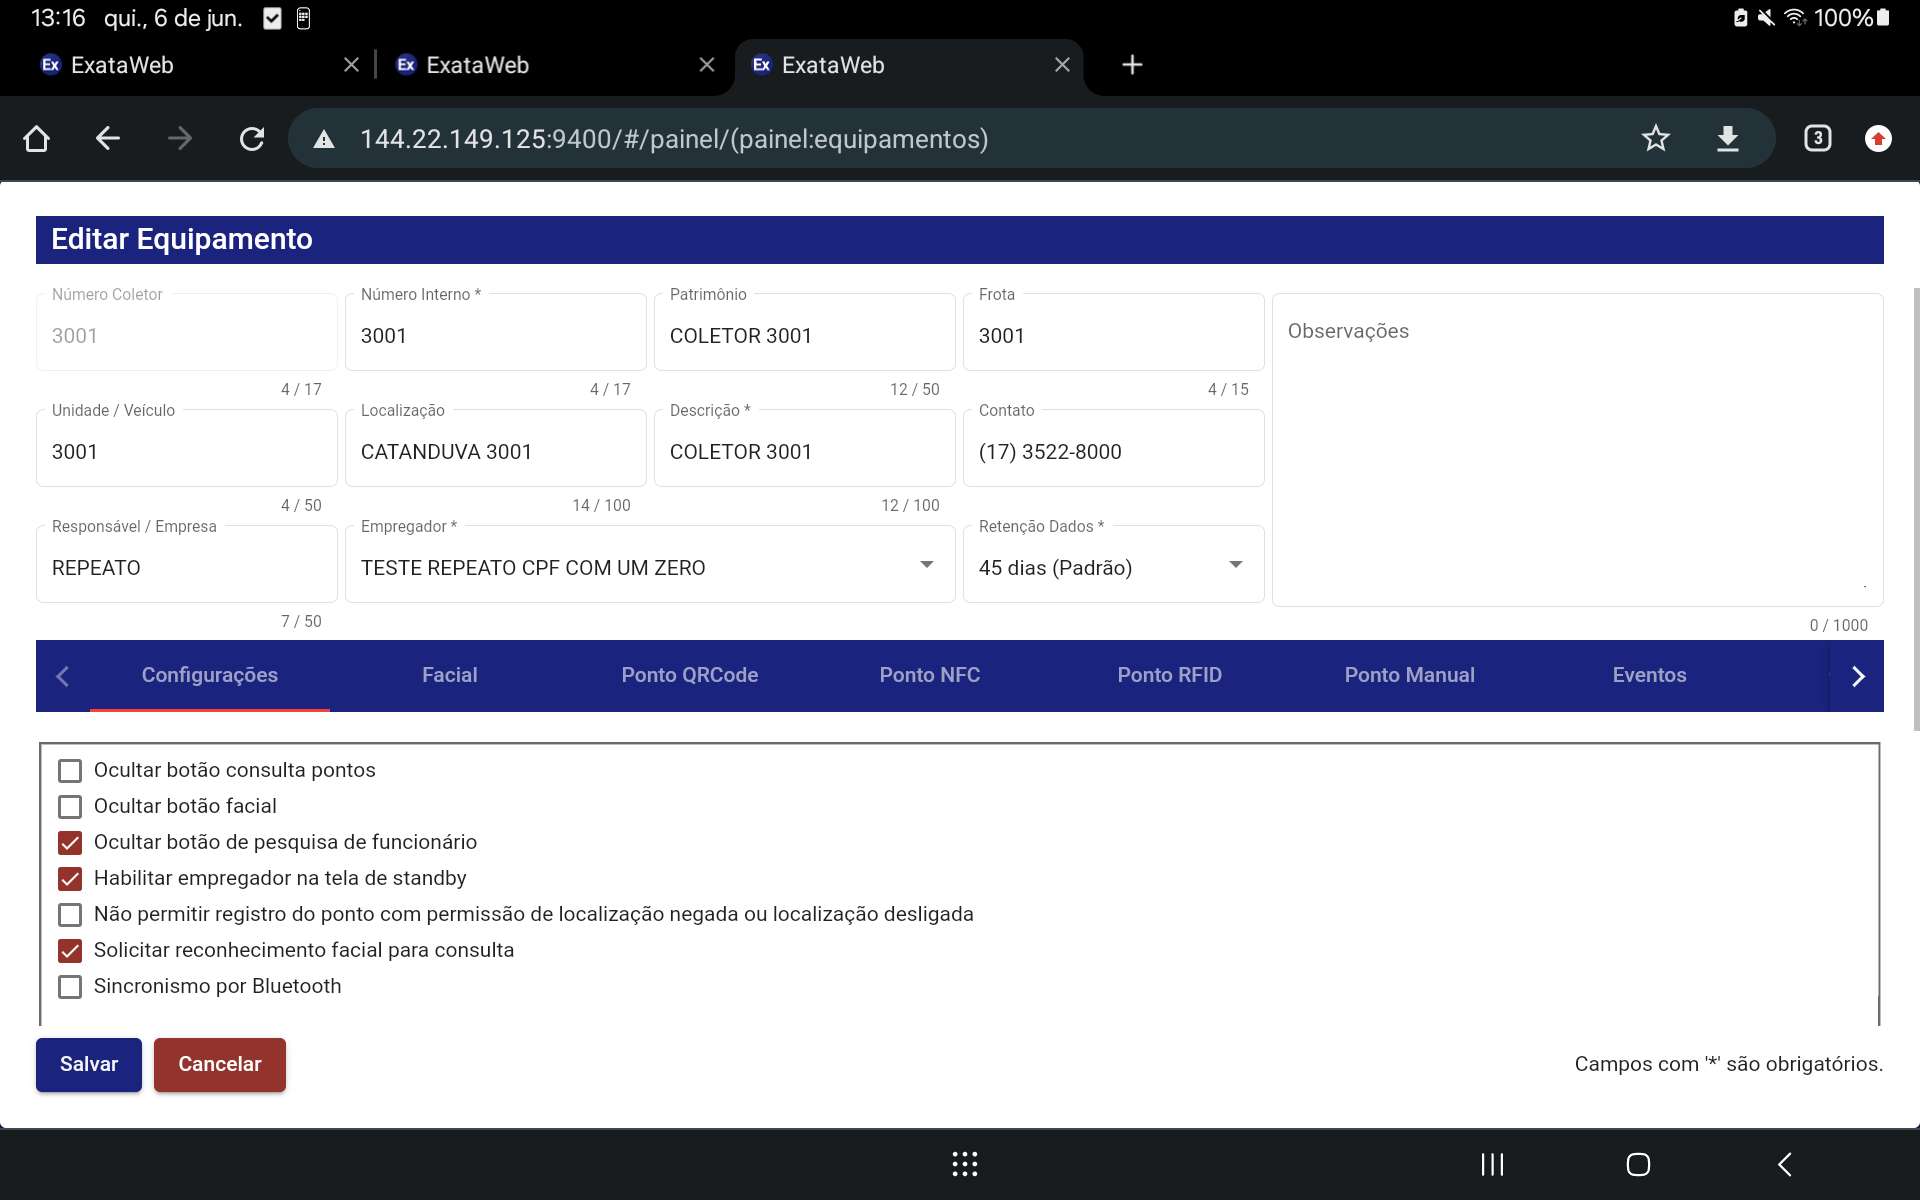 13:16 qui., 6 de jun. 100%
Ex ExataWeb Ex ExataWeb Ex ExataWeb
144.22.149.125:9400/#/painel/(painel:equipamentos) 3
Editar Equipamento
Número Coletor Número Interno * Patrimônio Frota
3001 3001 COLETOR 3001 3001 Observações
4 / 17 4 / 17 12 / 50 4 / 15
Unidade / Veículo Localização Descrição * Contato
3001 CATANDUVA 3001 COLETOR 3001 (17) 3522-8000
4 / 50 14 / 100 12 / 100
Responsável / Empresa Empregador * Retenção Dados *
REPEATO TESTE REPEATO CPF COM UM ZERO 45 dias (Padrão)
7 / 50 0 / 1000
Configurações Facial Ponto QRCode Ponto NFC Ponto RFID Ponto Manual Eventos
Ocultar botão consulta pontos
Ocultar botão facial
Ocultar botão de pesquisa de funcionário
Habilitar empregador na tela de standby
Não permitir registro do ponto com permissão de localização negada ou localização desligada
Solicitar reconhecimento facial para consulta
Sincronismo por Bluetooth
Salvar Cancelar Campos com '*' são obrigatórios.